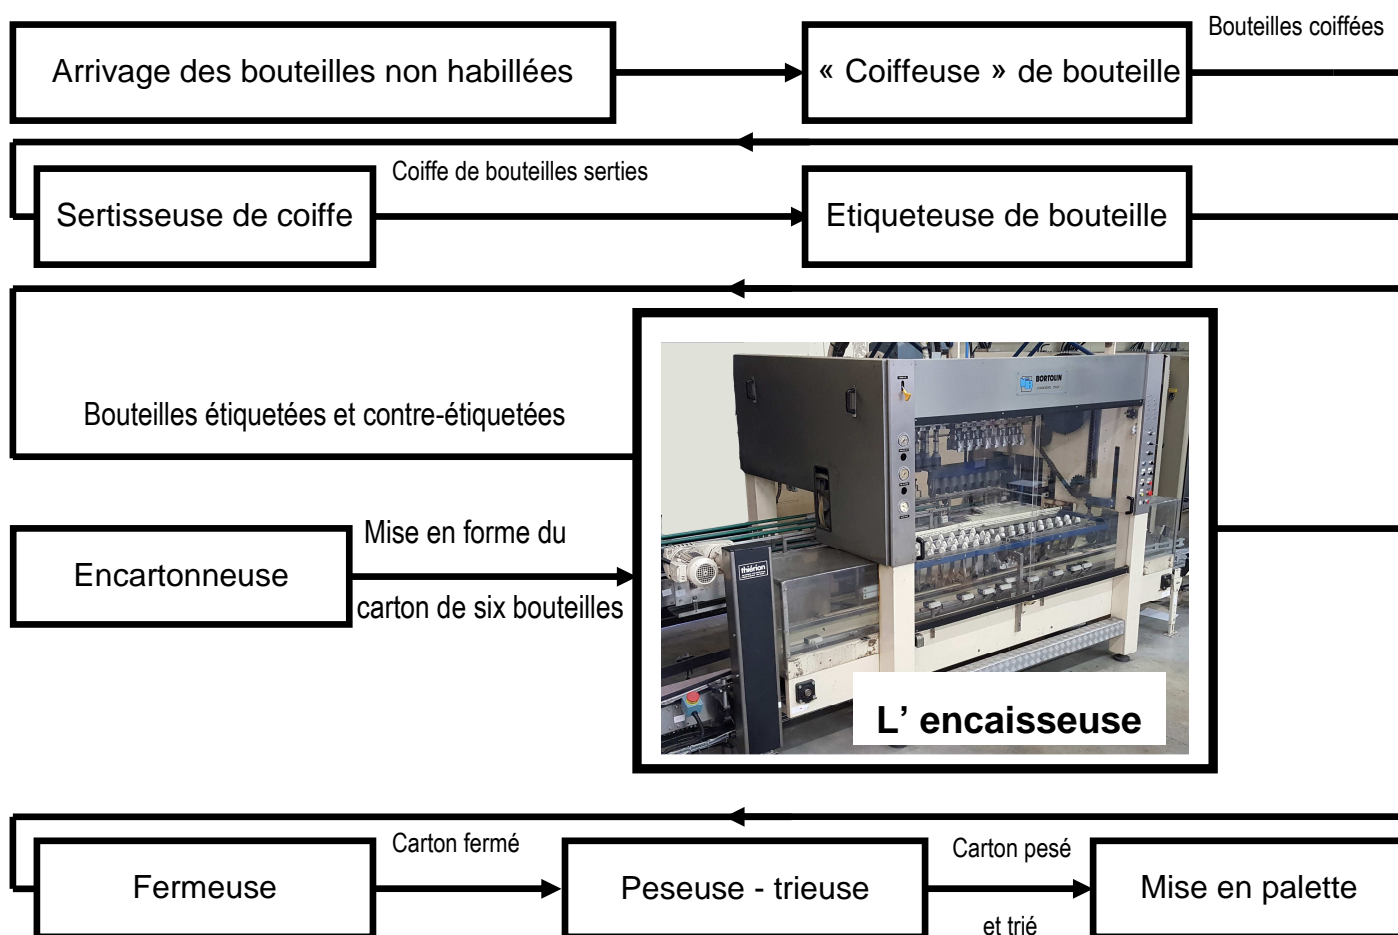 Bouteilles coiffées
Arrivage des bouteilles non habillées
« Coiffeuse » de bouteille
Coiffe de bouteilles serties
Sertisseuse de coiffe
Etiqueteuse de bouteille
Bouteilles étiquetées et contre-étiquetées
BORTOLIN
thiérion
Mise en forme du
Encartonneuse
carton de six bouteilles
L' encaisseuse
Carton fermé
Carton pesé
Fermeuse
Peseuse - trieuse
Mise en palette
et trié